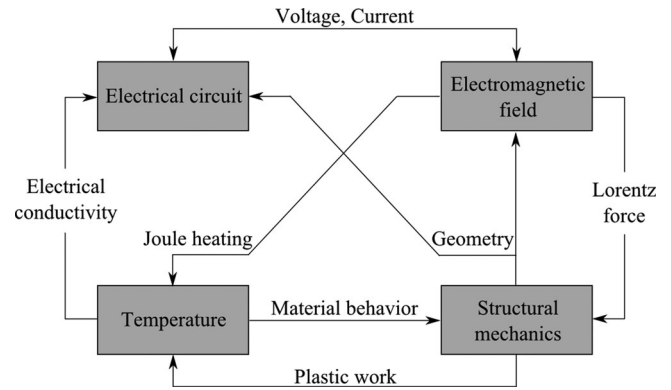 Voltage, Current
Electrical circuit
Electromagnetic
field
Electrical
conductivity
Lorentz
force
Joule heating
Geometry
Temperature
Material behavior
Structural
mechanics
Plastic work